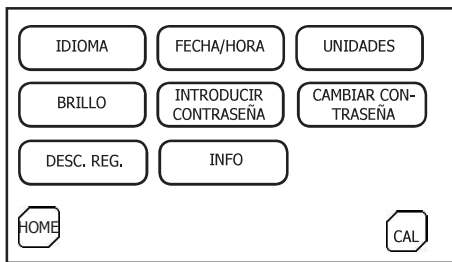 IDIOMA
FECHA/HORA
UNIDADES
BRILLO
INTRODUCIR
CONTRASEÑA
CAMBIAR CON-
TRASEÑA
DESC. REG.
INFO
HOME
CAL